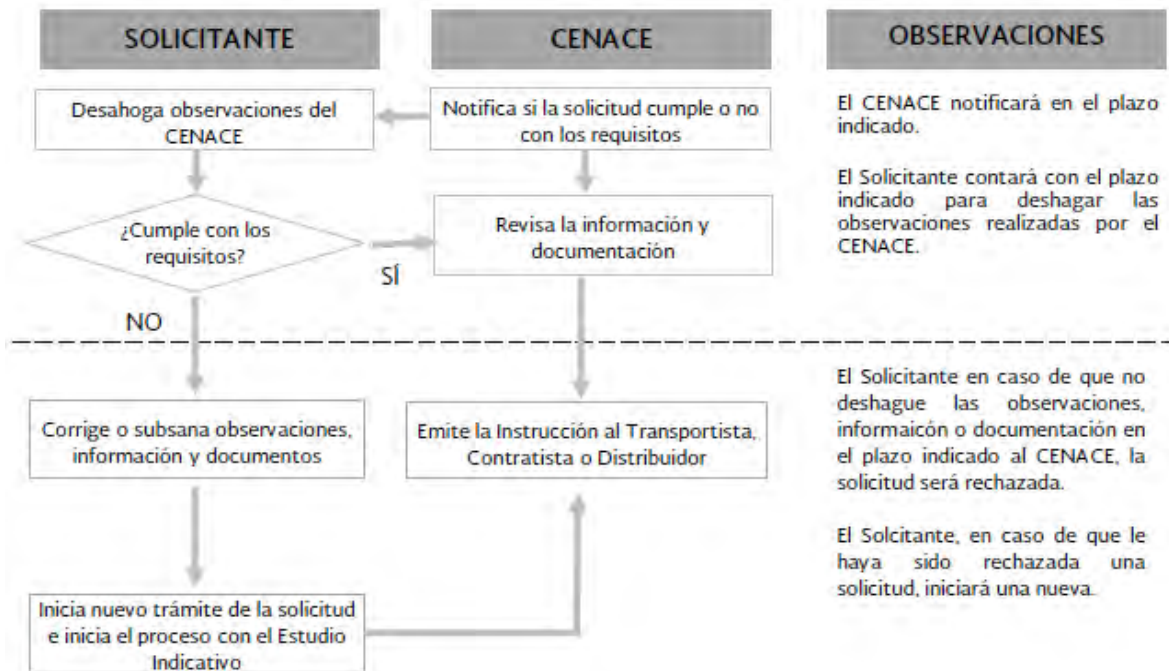 SOLICITANTE
CENACE
OBSERVACIONES
Desahoga observaciones del
CENACE
Notifica si la solicitud cumple o no
con los requisitos
El CENACE notificará en el plazo
indicado.
El Solicitante contará con el plazo
indicado para deshagar las
observaciones realizadas por el
CENACE.
¿Cumple con los
requisitos?
SÍ
Revisa la información y
documentación
NO
Corrige o subsana observaciones,
información y documentos
Emite la Instrucción al Transportista,
Contratista o Distribuidor
El Solicitante en caso de que no
deshague las observaciones,
informaicón o documentación en
el plazo indicado al CENACE, la
solicitud será rechazada.
El Solcitante, en caso de que le
haya sido rechazada una
solicitud, iniciará una nueva.
Inicia nuevo trámite de la solicitud
e inicia el proceso con el Estudio
Indicativo